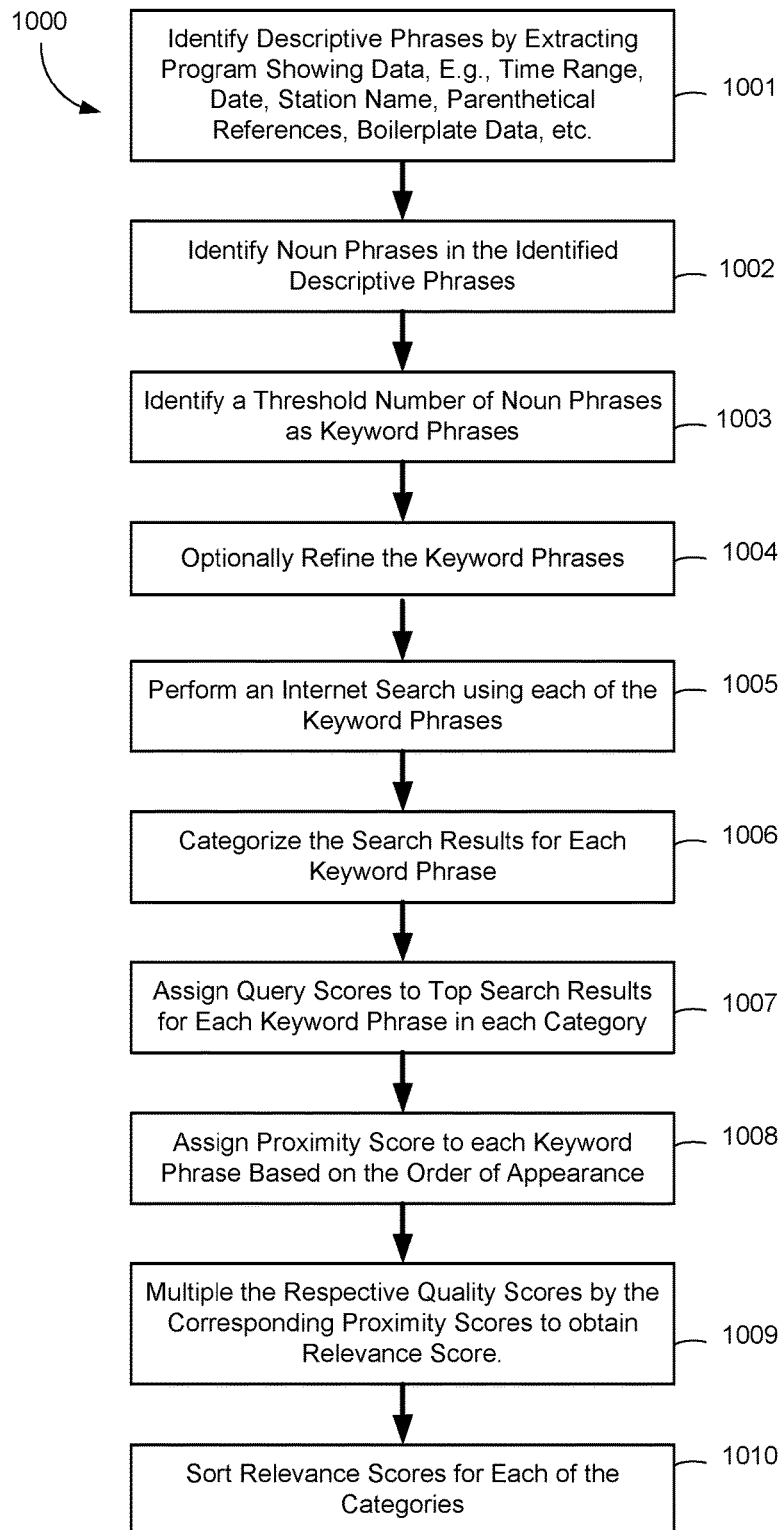 1000
Identify Descriptive Phrases by Extracting
Program Showing Data, E.g., Time Range,
Date, Station Name, Parenthetical
References, Boilerplate Data, etc.
1001
Identify Noun Phrases in the Identified
Descriptive Phrases
1002
Identify a Threshold Number of Noun Phrases
as Keyword Phrases
1003
Optionally Refine the Keyword Phrases
1004
Perform an Internet Search using each of the
Keyword Phrases
1005
Categorize the Search Results for Each
Keyword Phrase
1006
Assign Query Scores to Top Search Results
for Each Keyword Phrase in each Category
1007
Assign Proximity Score to each Keyword
Phrase Based on the Order of Appearance
1008
Multiple the Respective Quality Scores by the
Corresponding Proximity Scores to obtain
Relevance Score.
1009
Sort Relevance Scores for Each of the
Categories
1010